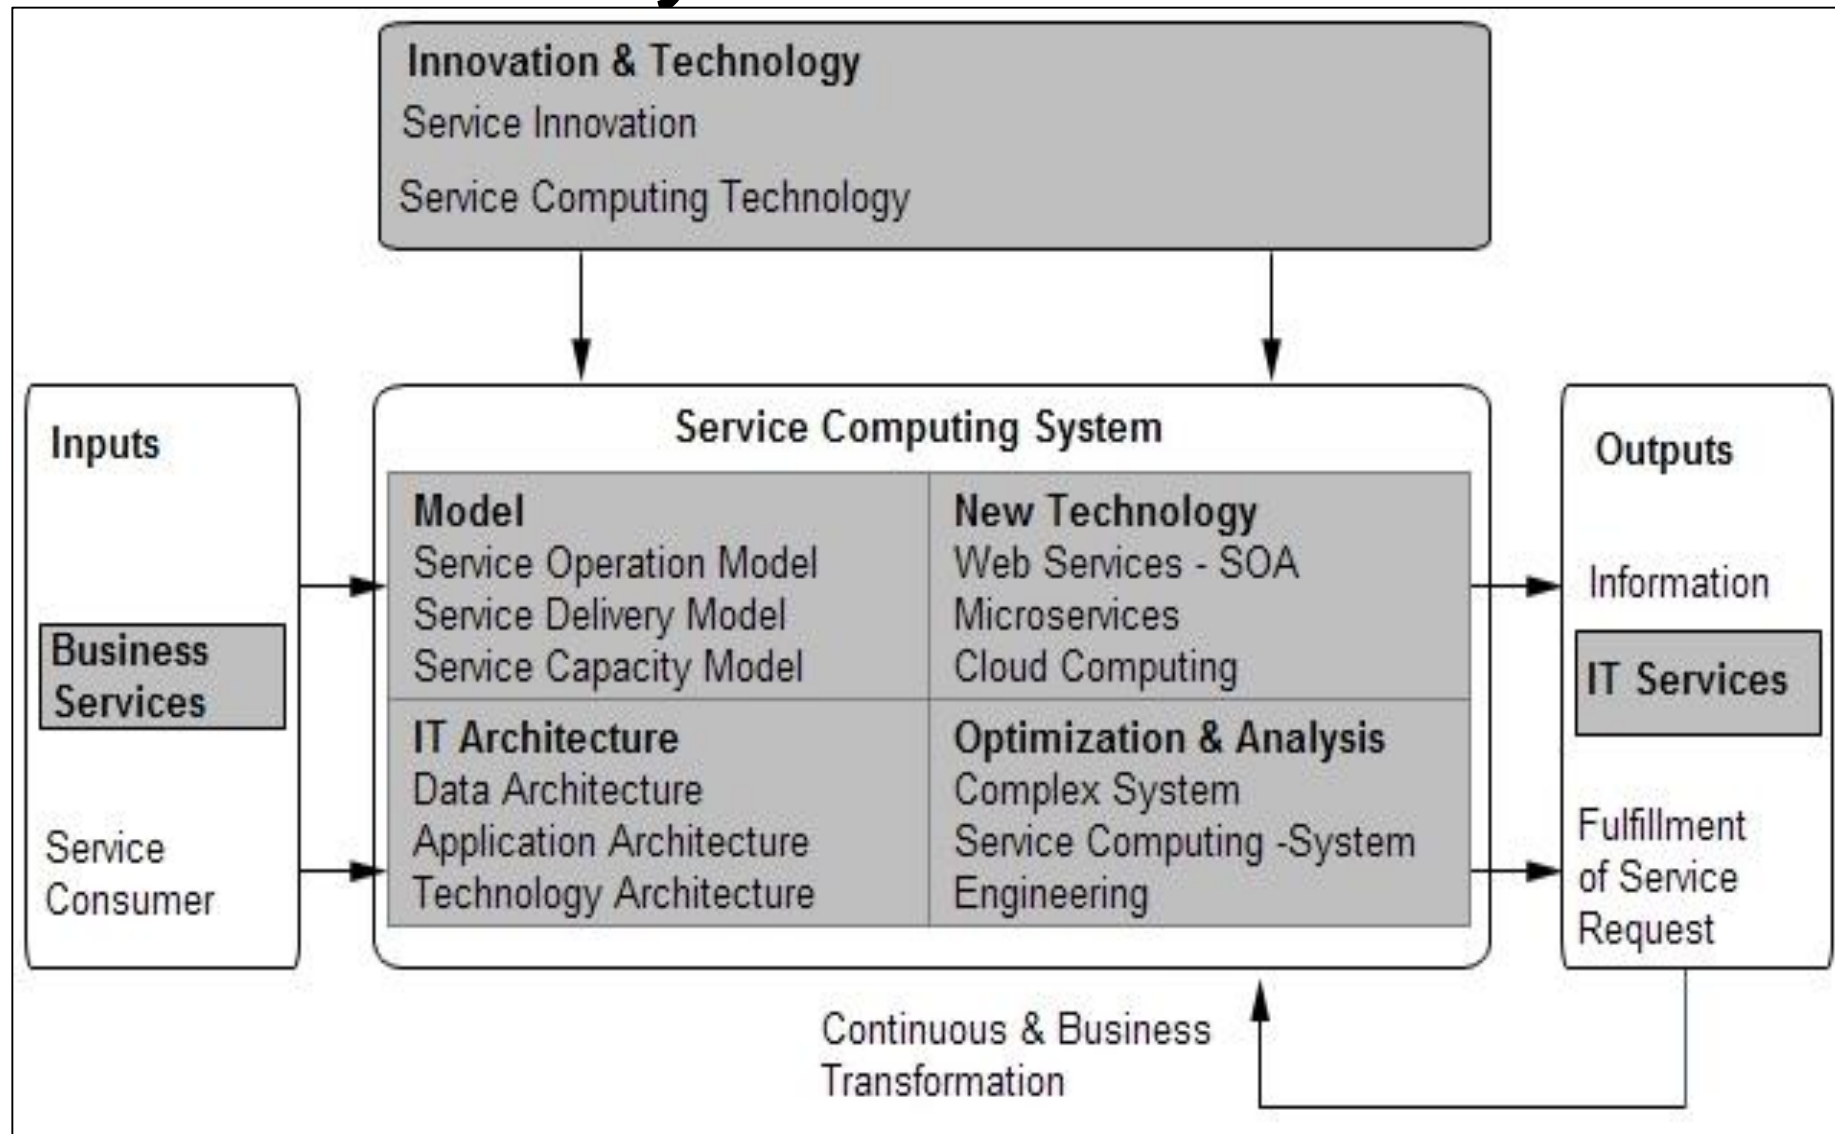 Innovation & Technology
Service Innovation
Service Computing Technology
Inputs
Business
Services
Service
Consumer
Service Computing System
Model
Service Operation Model
Service Delivery Model
Service Capacity Model
New Technology
Web Services - SOA
Microservices
Cloud Computing
IT Architecture
Data Architecture
Application Architecture
Technology Architecture
Optimization & Analysis
Complex System
Service Computing -System
Engineering
Outputs
Information
IT Services
Fulfillment
of Service
Request
Continuous & Business
Transformation